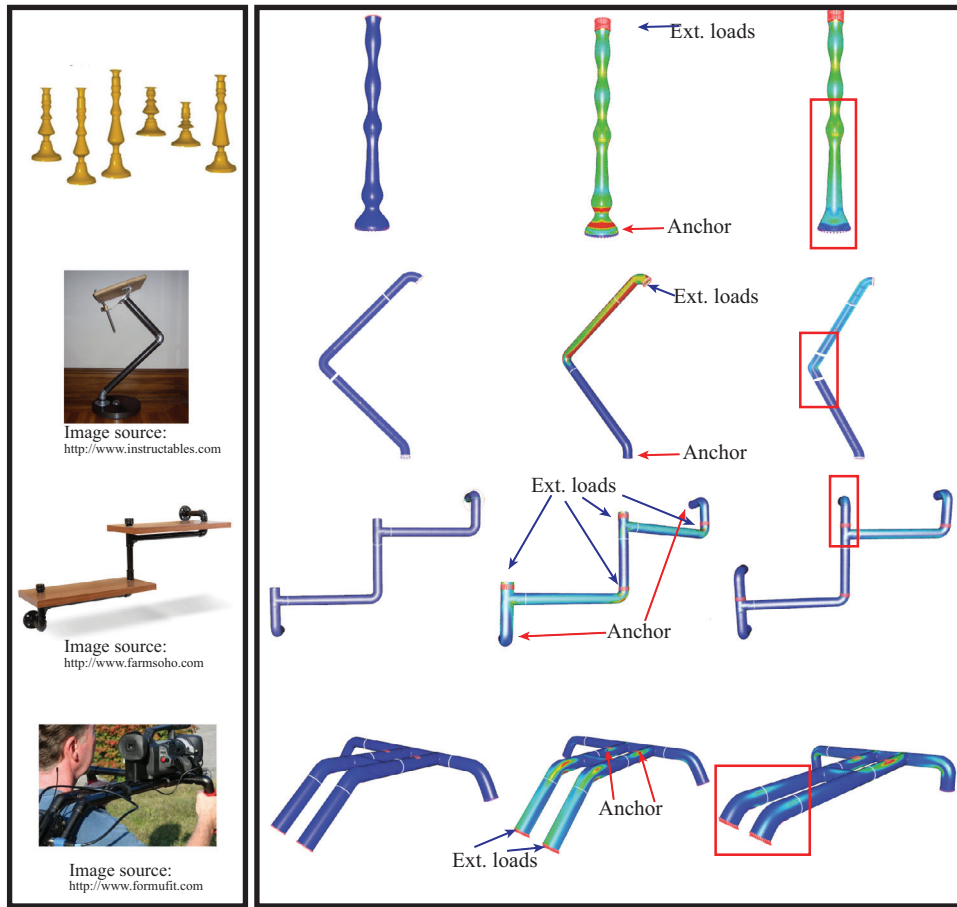 Ext. loads
Anchor
Image source:
http://www.instructables.com
Ext. loads
Anchor
Image source:
http://www.farmsoho.com
Ext. loads
Anchor
Image source:
http://www.formufit.com
Anchor
Ext. loads